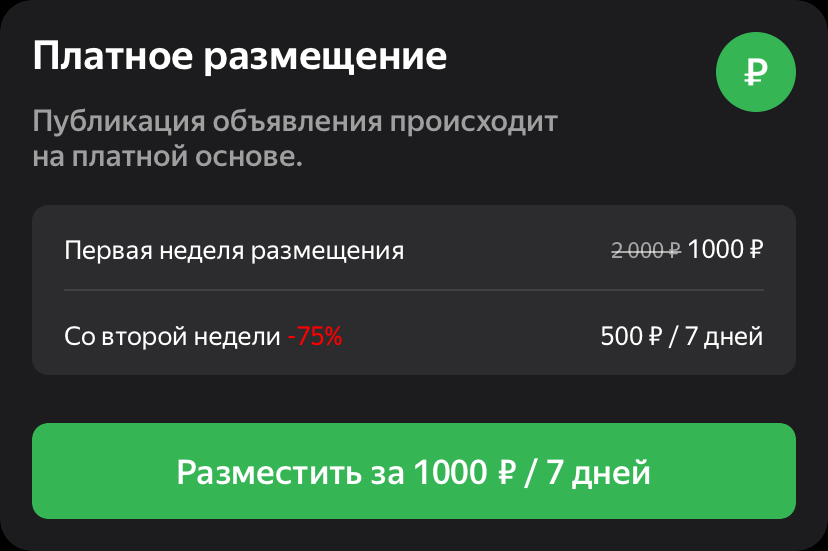 Платное размещение
₽
Публикация объявления происходит
на платной основе.
Первая неделя размещения 2 000 ₽ 1000 ₽
Со второй недели -75% 500 ₽ / 7 дней
Разместить за 1000 ₽ / 7 дней